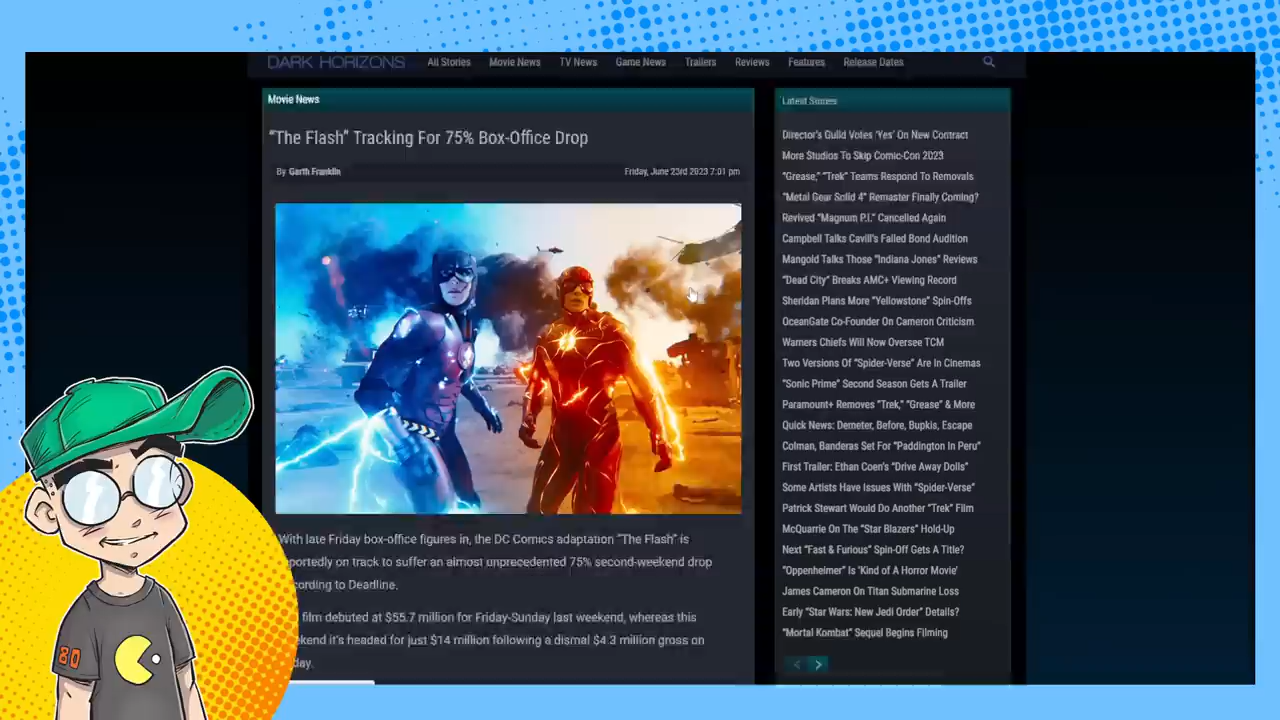 DARK HORIZONS
All Stories
Movie News
TV News
Game News
Trailers
Reviews
Features
Release Dates
Movie News
"The Flash" Tracking For 75% Box-Office Drop
By Garth Franklin
Friday, June 23rd 2023 7:01 pm
With late Friday box-office figures in, the DC Comics adaptation "The Flash" is
portedly on track to suffer an almost unprecedented 75% second-weekend drop
cording to Deadline.
film debuted at $55.7 million for Friday-Sunday last weekend, whereas this
ekend it's headed for just $14 million following a dismal $4.3 million gross on
day.
Latest Stories
Director's Guild Votes 'Yes' On New Contract
More Studios To Skip Comic-Con 2023
"Grease," "Trek" Teams Respond To Removals
"Metal Gear Solid 4" Remaster Finally Coming?
Revived "Magnum P.I." Cancelled Again
Campbell Talks Cavill's Failed Bond Audition
Mangold Talks Those "Indiana Jones" Reviews
"Dead City" Breaks AMC+ Viewing Record
Sheridan Plans More "Yellowstone" Spin-Offs
OceanGate Co-Founder On Cameron Criticism
Warners Chiefs Will Now Oversee TCM
Two Versions Of "Spider-Verse" Are In Cinemas
"Sonic Prime" Second Season Gets A Trailer
Paramount+ Removes "Trek," "Grease" & More
Quick News: Demeter, Before, Bupkis, Escape
Colman, Banderas Set For "Paddington In Peru"
First Trailer: Ethan Coen's "Drive Away Dolls"
Some Artists Have Issues With "Spider-Verse"
Patrick Stewart Would Do Another "Trek" Film
McQuarrie On The "Star Blazers" Hold-Up
Next "Fast & Furious" Spin-Off Gets A Title?
"Oppenheimer" Is 'Kind of A Horror Movie'
James Cameron On Titan Submarine Loss
Early "Star Wars: New Jedi Order" Details?
"Mortal Kombat" Sequel Begins Filming
80